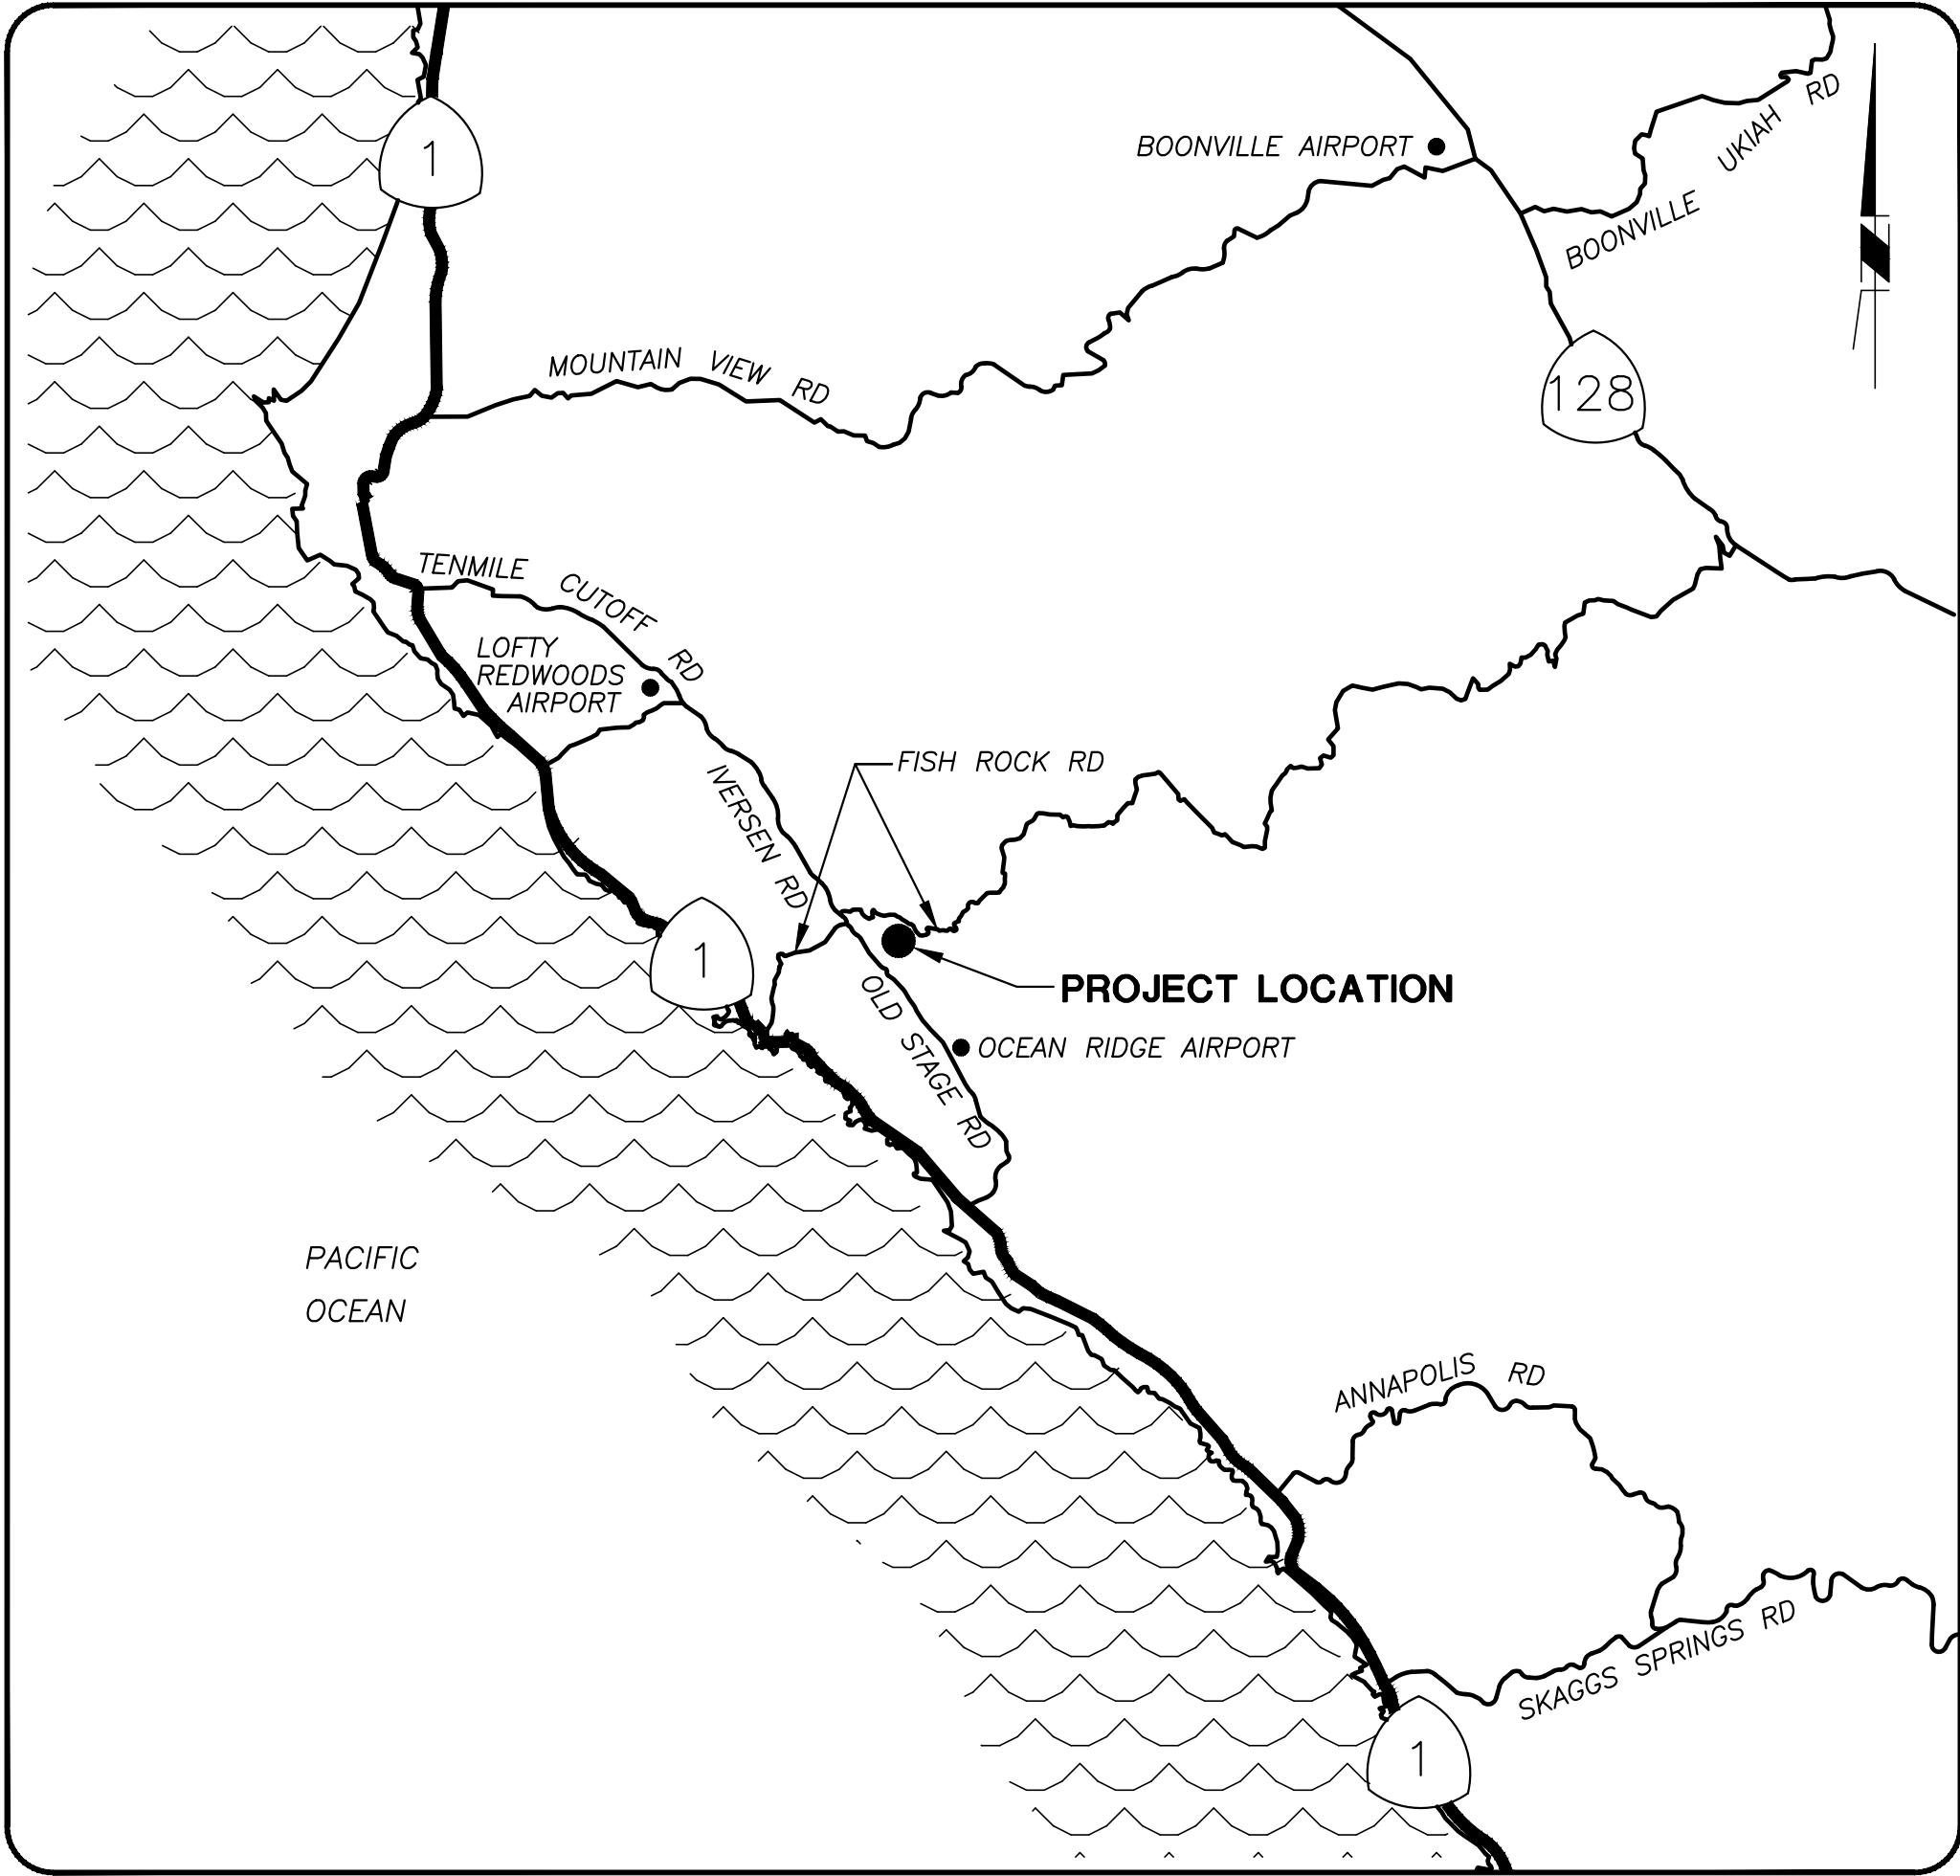 1
BOONVILLE AIRPORT
UKIAH RD
BOONVILLE
N
MOUNTAIN VIEW RD
128
TENMILE CUTOFF RD
LOFTY
REDWOODS
AIRPORT
IVERSEN RD
FISH ROCK RD
1
PROJECT LOCATION
OLD STAGE RD
OCEAN RIDGE AIRPORT
PACIFIC
OCEAN
ANNAPOLIS RD
SKAGGS SPRINGS RD
1